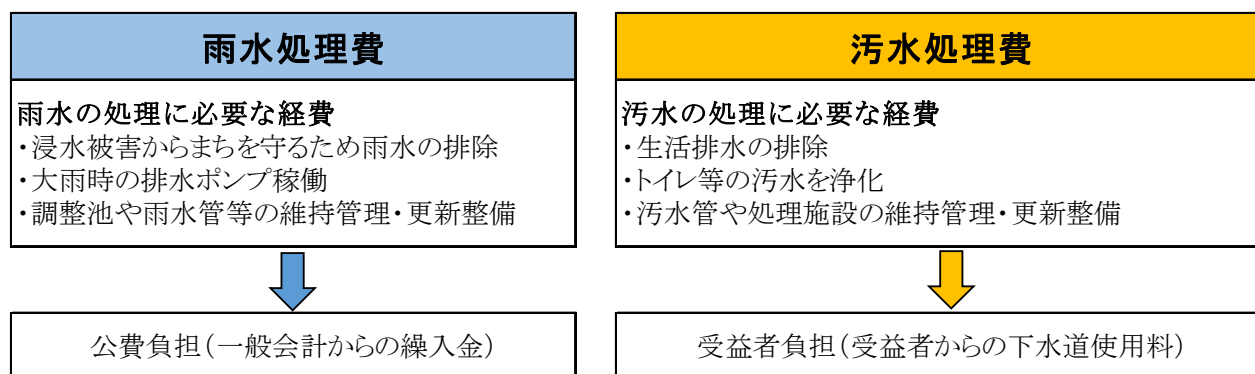 雨水処理費
雨水の処理に必要な経費
・浸水被害からまちを守るため雨水の排除
・大雨時の排水ポンプ稼働
・調整池や雨水管等の維持管理・更新整備
公費負担（一般会計からの繰入金）
汚水処理費
汚水の処理に必要な経費
・生活排水の排除
・トイレ等の汚水を浄化
・汚水管や処理施設の維持管理・更新整備
受益者負担（受益者からの下水道使用料）